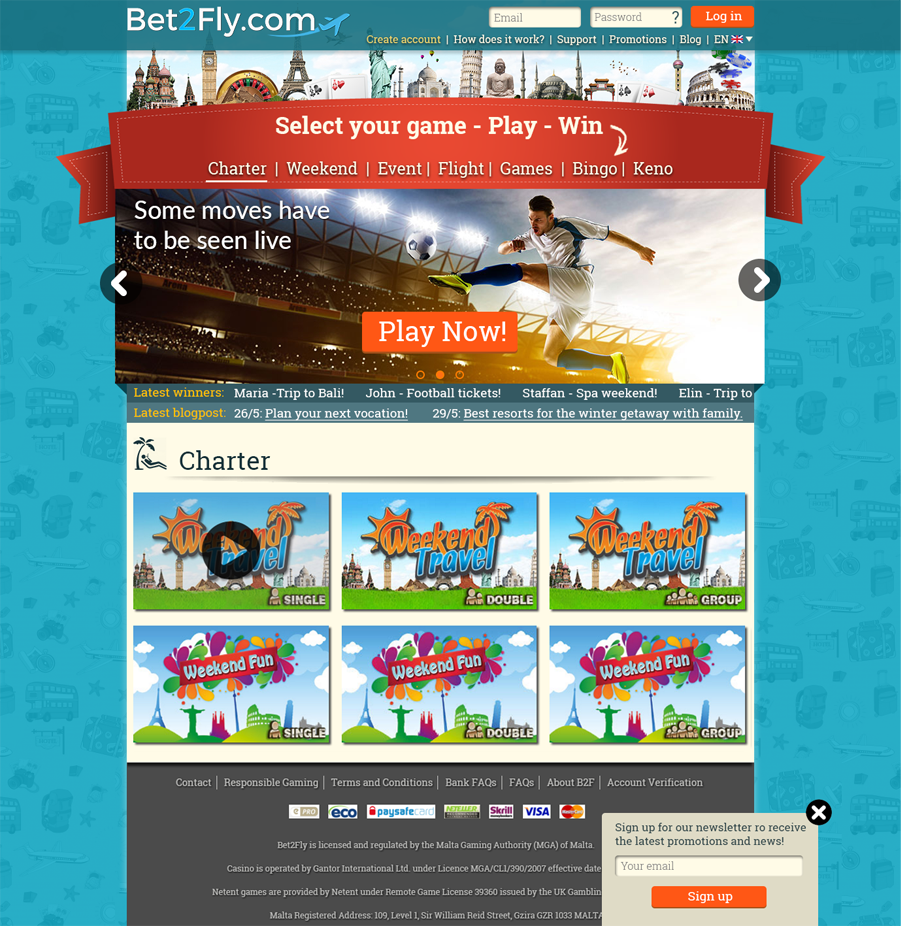 Bet2Fly.com
Email
Password ?
Log in
Create account | How does it work? | Support | Promotions | Blog | EN
Select your game - Play - Win
Charter | Weekend | Event | Flight | Games | Bingo | Keno
Some moves have
to be seen live
Play Now!
Latest winners: Maria -Trip to Bali! John - Football tickets! Staffan - Spa weekend! Elin - Trip to
Latest blogpost: 26/5: Plan your next vocation! 29/5: Best resorts for the winter getaway with family.
Charter
Weekend
Travel
SINGLE
Weekend
Travel
DOUBLE
Weekend
Travel
GROUP
Weekend Fun
SINGLE
Weekend Fun
DOUBLE
Weekend Fun
GROUP
Contact | Responsible Gaming | Terms and Conditions | Bank FAQs | FAQs | About B2F | Account Verification
eco paysafecard NETELLER Skrill VISA MasterCard
Bet2Fly is licensed and regulated by the Malta Gaming Authority (MGA) of Malta.
Casino is operated by Gantor International Ltd. under Licence MGA/CLI/390/2007 effective date
Netent games are provided by Netent under Remote Game License 39360 issued by the UK Gamblin
Malta Registered Address: 109, Level 1, Sir William Reid Street, Gzira GZR 1033 MALTA
Sign up for our newsletter ro receive
the latest promotions and news!
Your email
Sign up